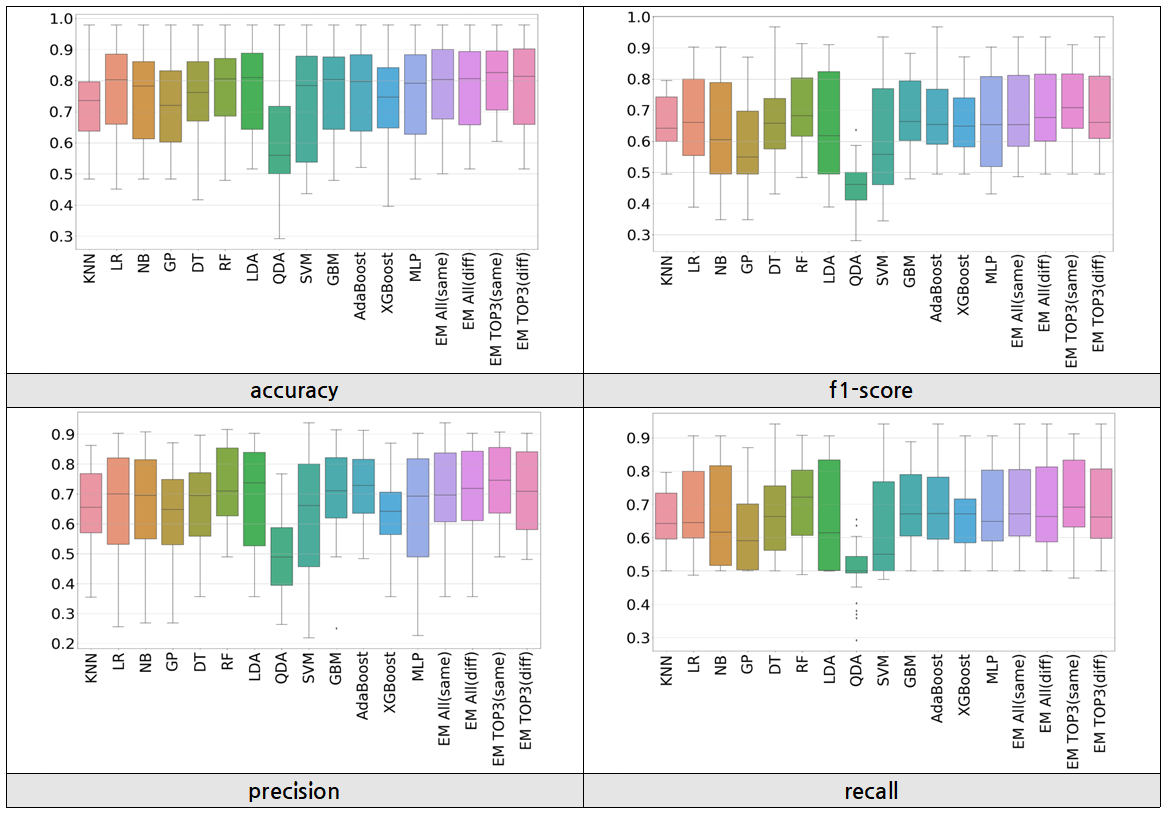 1.0
0.9
0.8
0.7
0.6
0.5
0.4
0.3
KNN
LR
NB
GP
DT
RF
LDA
QDA
SVM
GBM
AdaBoost
XGBoost
MLP
EM All(same)
EM All(diff)
EM TOP3(same)
EM TOP3(diff)
accuracy
1.0
0.9
0.8
0.7
0.6
0.5
0.4
0.3
KNN
LR
NB
GP
DT
RF
LDA
QDA
SVM
GBM
AdaBoost
XGBoost
MLP
EM All(same)
EM All(diff)
EM TOP3(same)
EM TOP3(diff)
f1-score
0.9
0.8
0.7
0.6
0.5
0.4
0.3
0.2
KNN
LR
NB
GP
DT
RF
LDA
QDA
SVM
GBM
AdaBoost
XGBoost
MLP
EM All(same)
EM All(diff)
EM TOP3(same)
EM TOP3(diff)
precision
0.9
0.8
0.7
0.6
0.5
0.4
0.3
KNN
LR
NB
GP
DT
RF
LDA
QDA
SVM
GBM
AdaBoost
XGBoost
MLP
EM All(same)
EM All(diff)
EM TOP3(same)
EM TOP3(diff)
recall